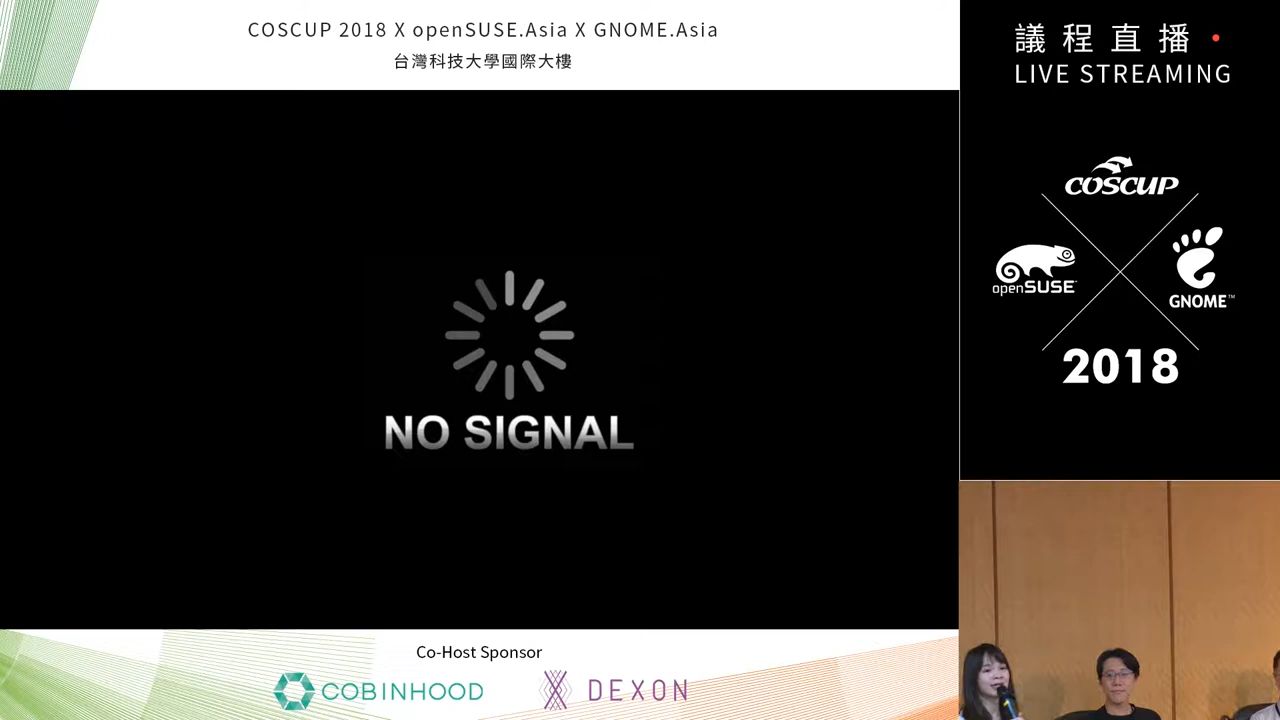 COSCUP 2018 X openSUSE.Asia X GNOME.Asia
台灣科技大學國際大樓
議程直播
LIVE STREAMING
COSCUP
openSUSE
GNOME™
2018
NO SIGNAL
Co-Host Sponsor
COBINHOOD
DEXON